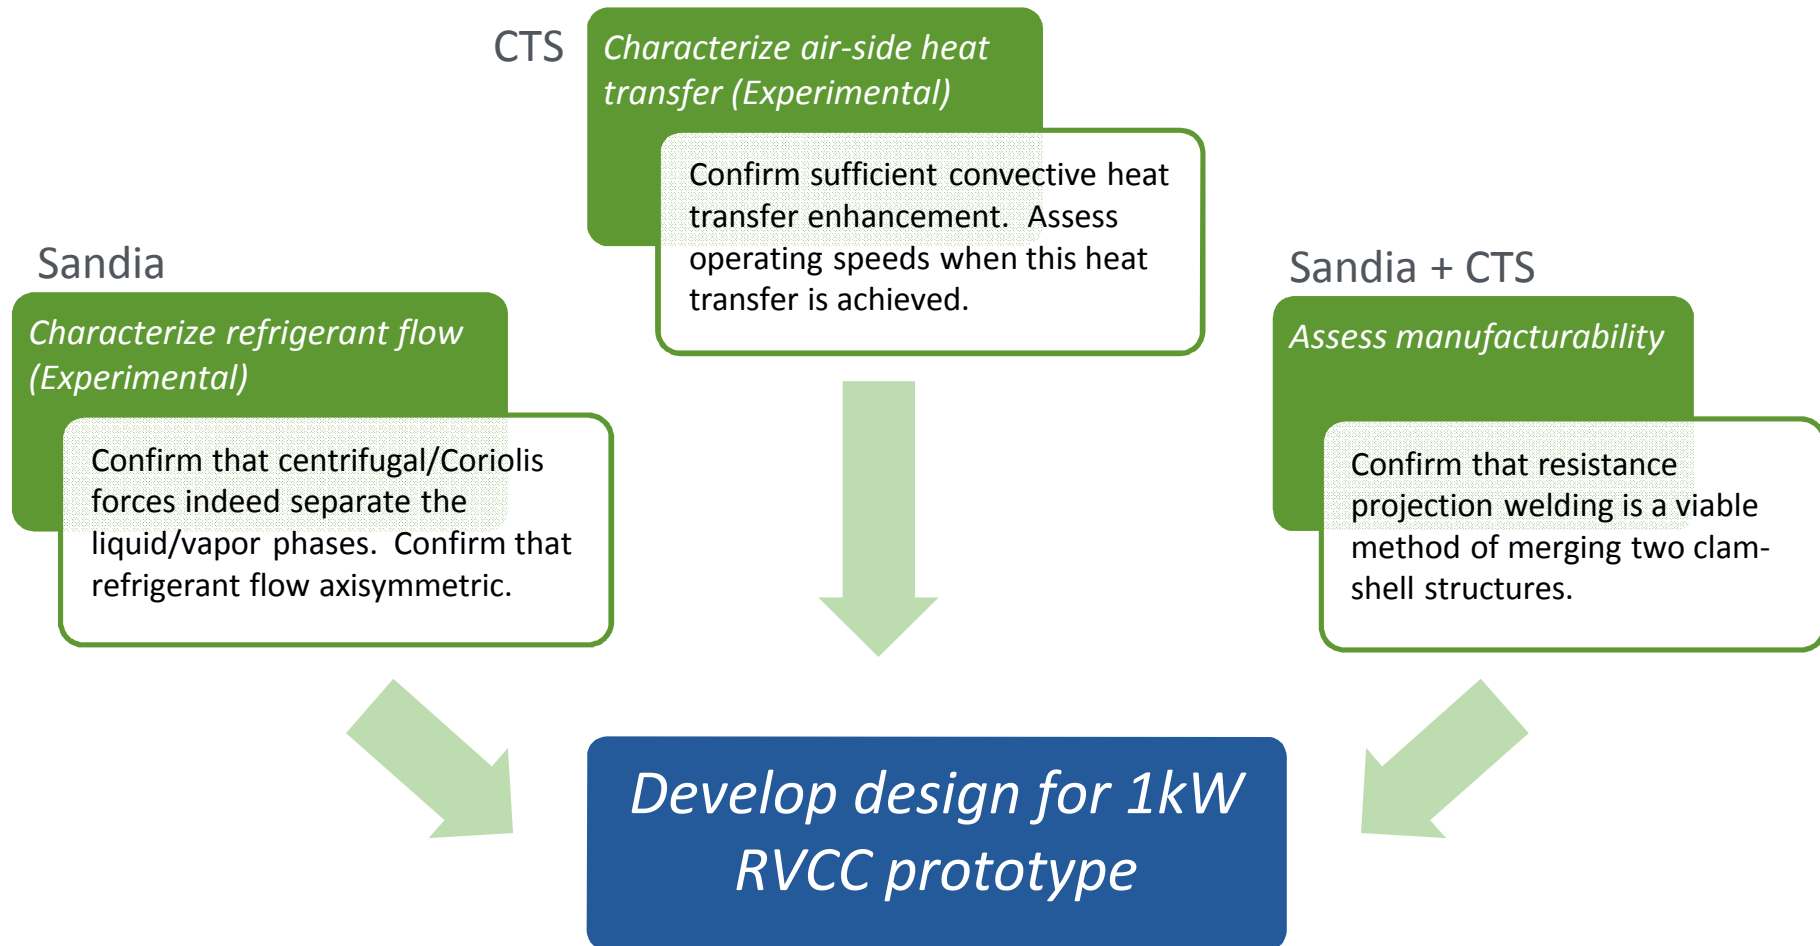 CTS
Characterize air-side heat
transfer (Experimental)
Confirm sufficient convective heat
transfer enhancement.  Assess
operating speeds when this heat
transfer is achieved.
Sandia
Characterize refrigerant flow
(Experimental)
Confirm that centrifugal/Coriolis
forces indeed separate the
liquid/vapor phases.  Confirm that
refrigerant flow axisymmetric.
Sandia + CTS
Assess manufacturability
Confirm that resistance
projection welding is a viable
method of merging two clam-
shell structures.
Develop design for 1kW
RVCC prototype